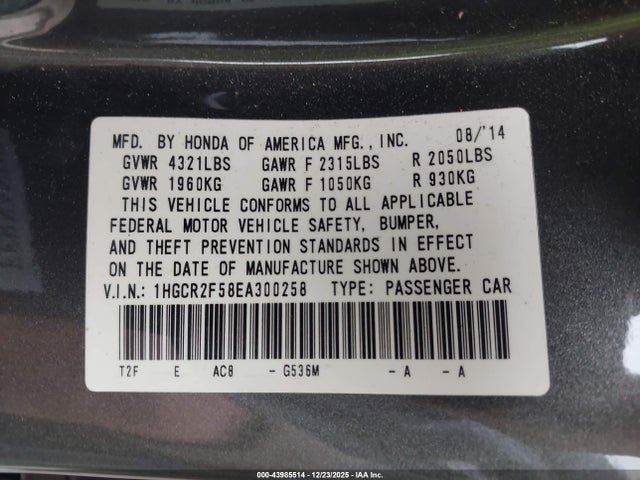 MFD. BY HONDA OF AMERICA MFG., INC. 08/'14
GVWR 4321LBS GAWR F 2315LBS R 2050LBS
GVWR 1960KG GAWR F 1050KG R 930KG
THIS VEHICLE CONFORMS TO ALL APPLICABLE
FEDERAL MOTOR VEHICLE SAFETY, BUMPER,
AND THEFT PREVENTION STANDARDS IN EFFECT
ON THE DATE OF MANUFACTURE SHOWN ABOVE.
V.I.N.: 1HGCR2F58EA300258 TYPE: PASSENGER CAR
T2F E AC8 - G536M - A - A
000-43985514 - 12/23/2025 - IAA Inc.